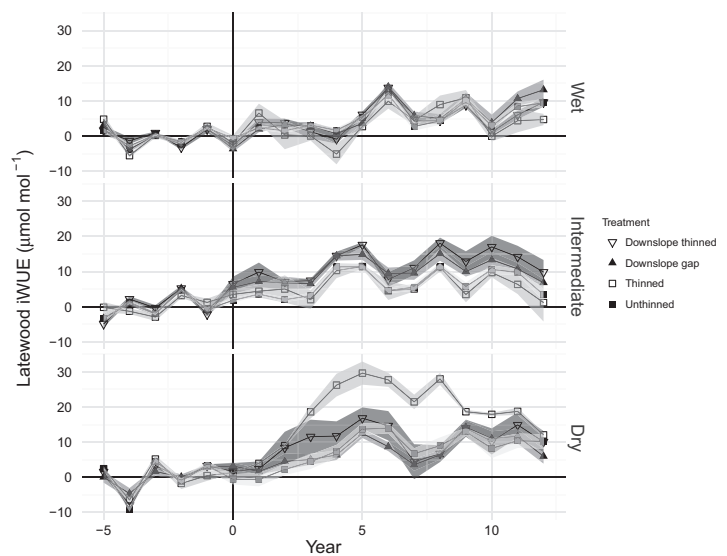 30
20
10
0
−10
Wet
30
20
10
0
−10
Intermediate
30
20
10
0
−10
Dry
−5
0
5
10
Year
Latewood iWUE (μmol mol⁻¹)
Treatment
Downslope thinned
Downslope gap
Thinned
Unthinned